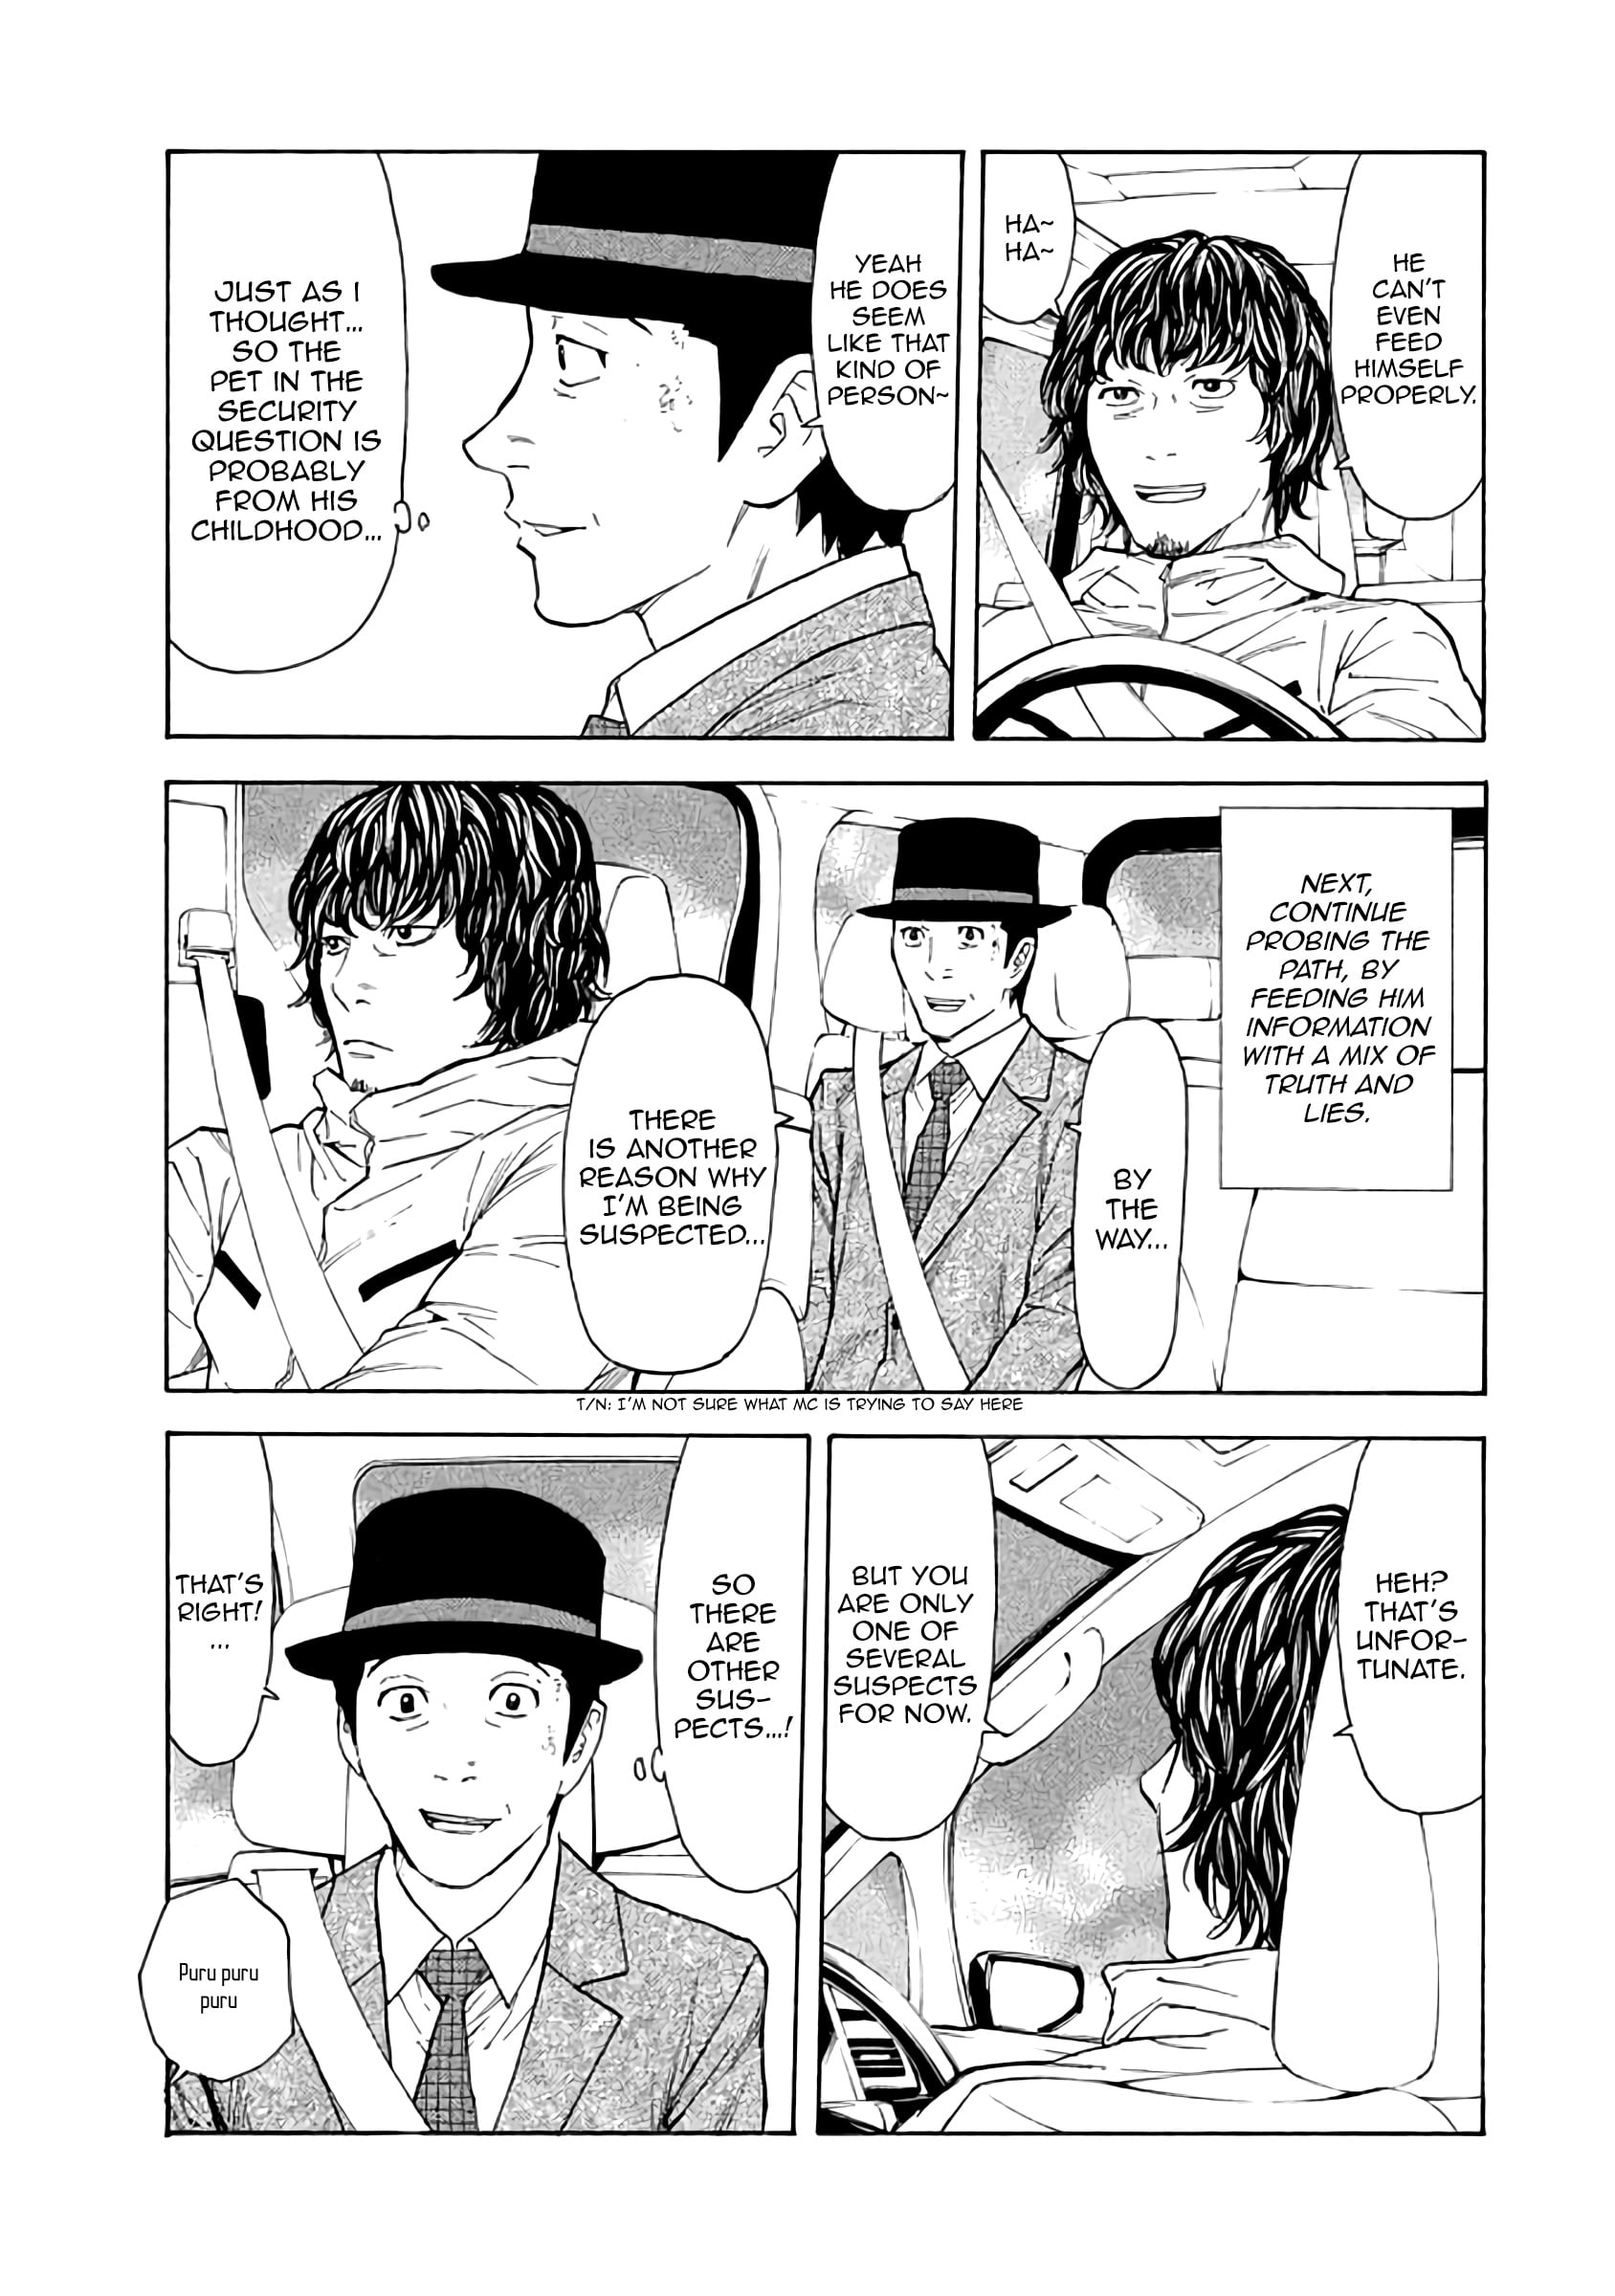 HE
CAN'T
EVEN
FEED
HIMSELF
PROPERLY.
HA~
HA~
YEAH
HE DOES
SEEM
LIKE THAT
KIND OF
PERSON~
JUST AS I
THOUGHT...
SO THE
PET IN THE
SECURITY
QUESTION IS
PROBABLY
FROM HIS
CHILDHOOD...
NEXT,
CONTINUE
PROBING THE
PATH, BY
FEEDING HIM
INFORMATION
WITH A MIX OF
TRUTH AND
LIES.
BY
THE
WAY...
THERE
IS ANOTHER
REASON WHY
I'M BEING
SUSPECTED...
T/N: I'M NOT SURE WHAT MC IS TRYING TO SAY HERE
HEH?
THAT'S
UNFOR-
TUNATE.
BUT YOU
ARE ONLY
ONE OF
SEVERAL
SUSPECTS
FOR NOW.
SO
THERE
ARE
OTHER
SUS-
PECTS...!
THAT'S
RIGHT!
...
Puru puru
puru